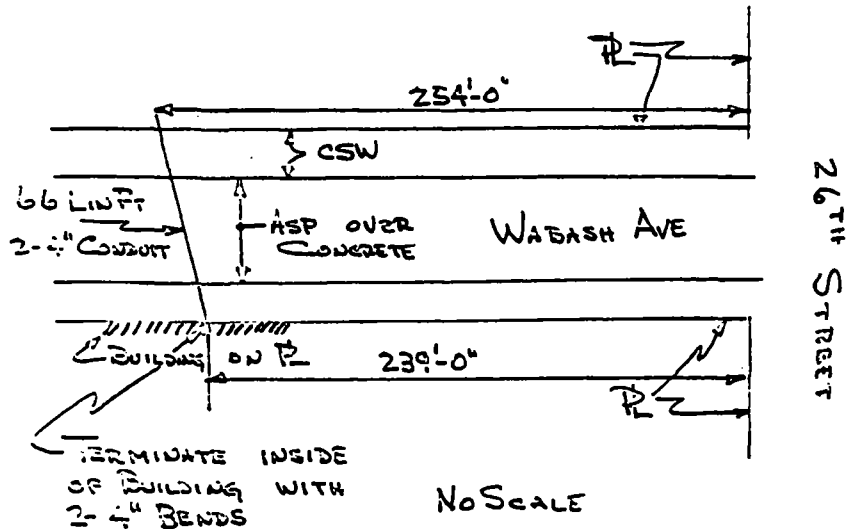 PL
254'-0"
CSW
66 LIN FT
2-4" CONDUIT
ASP OVER
CONCRETE
WABASH AVE
26TH STREET
BUILDING ON PL
239'-0"
PL
TERMINATE INSIDE
OF BUILDING WITH
2-4" BENDS
NO SCALE